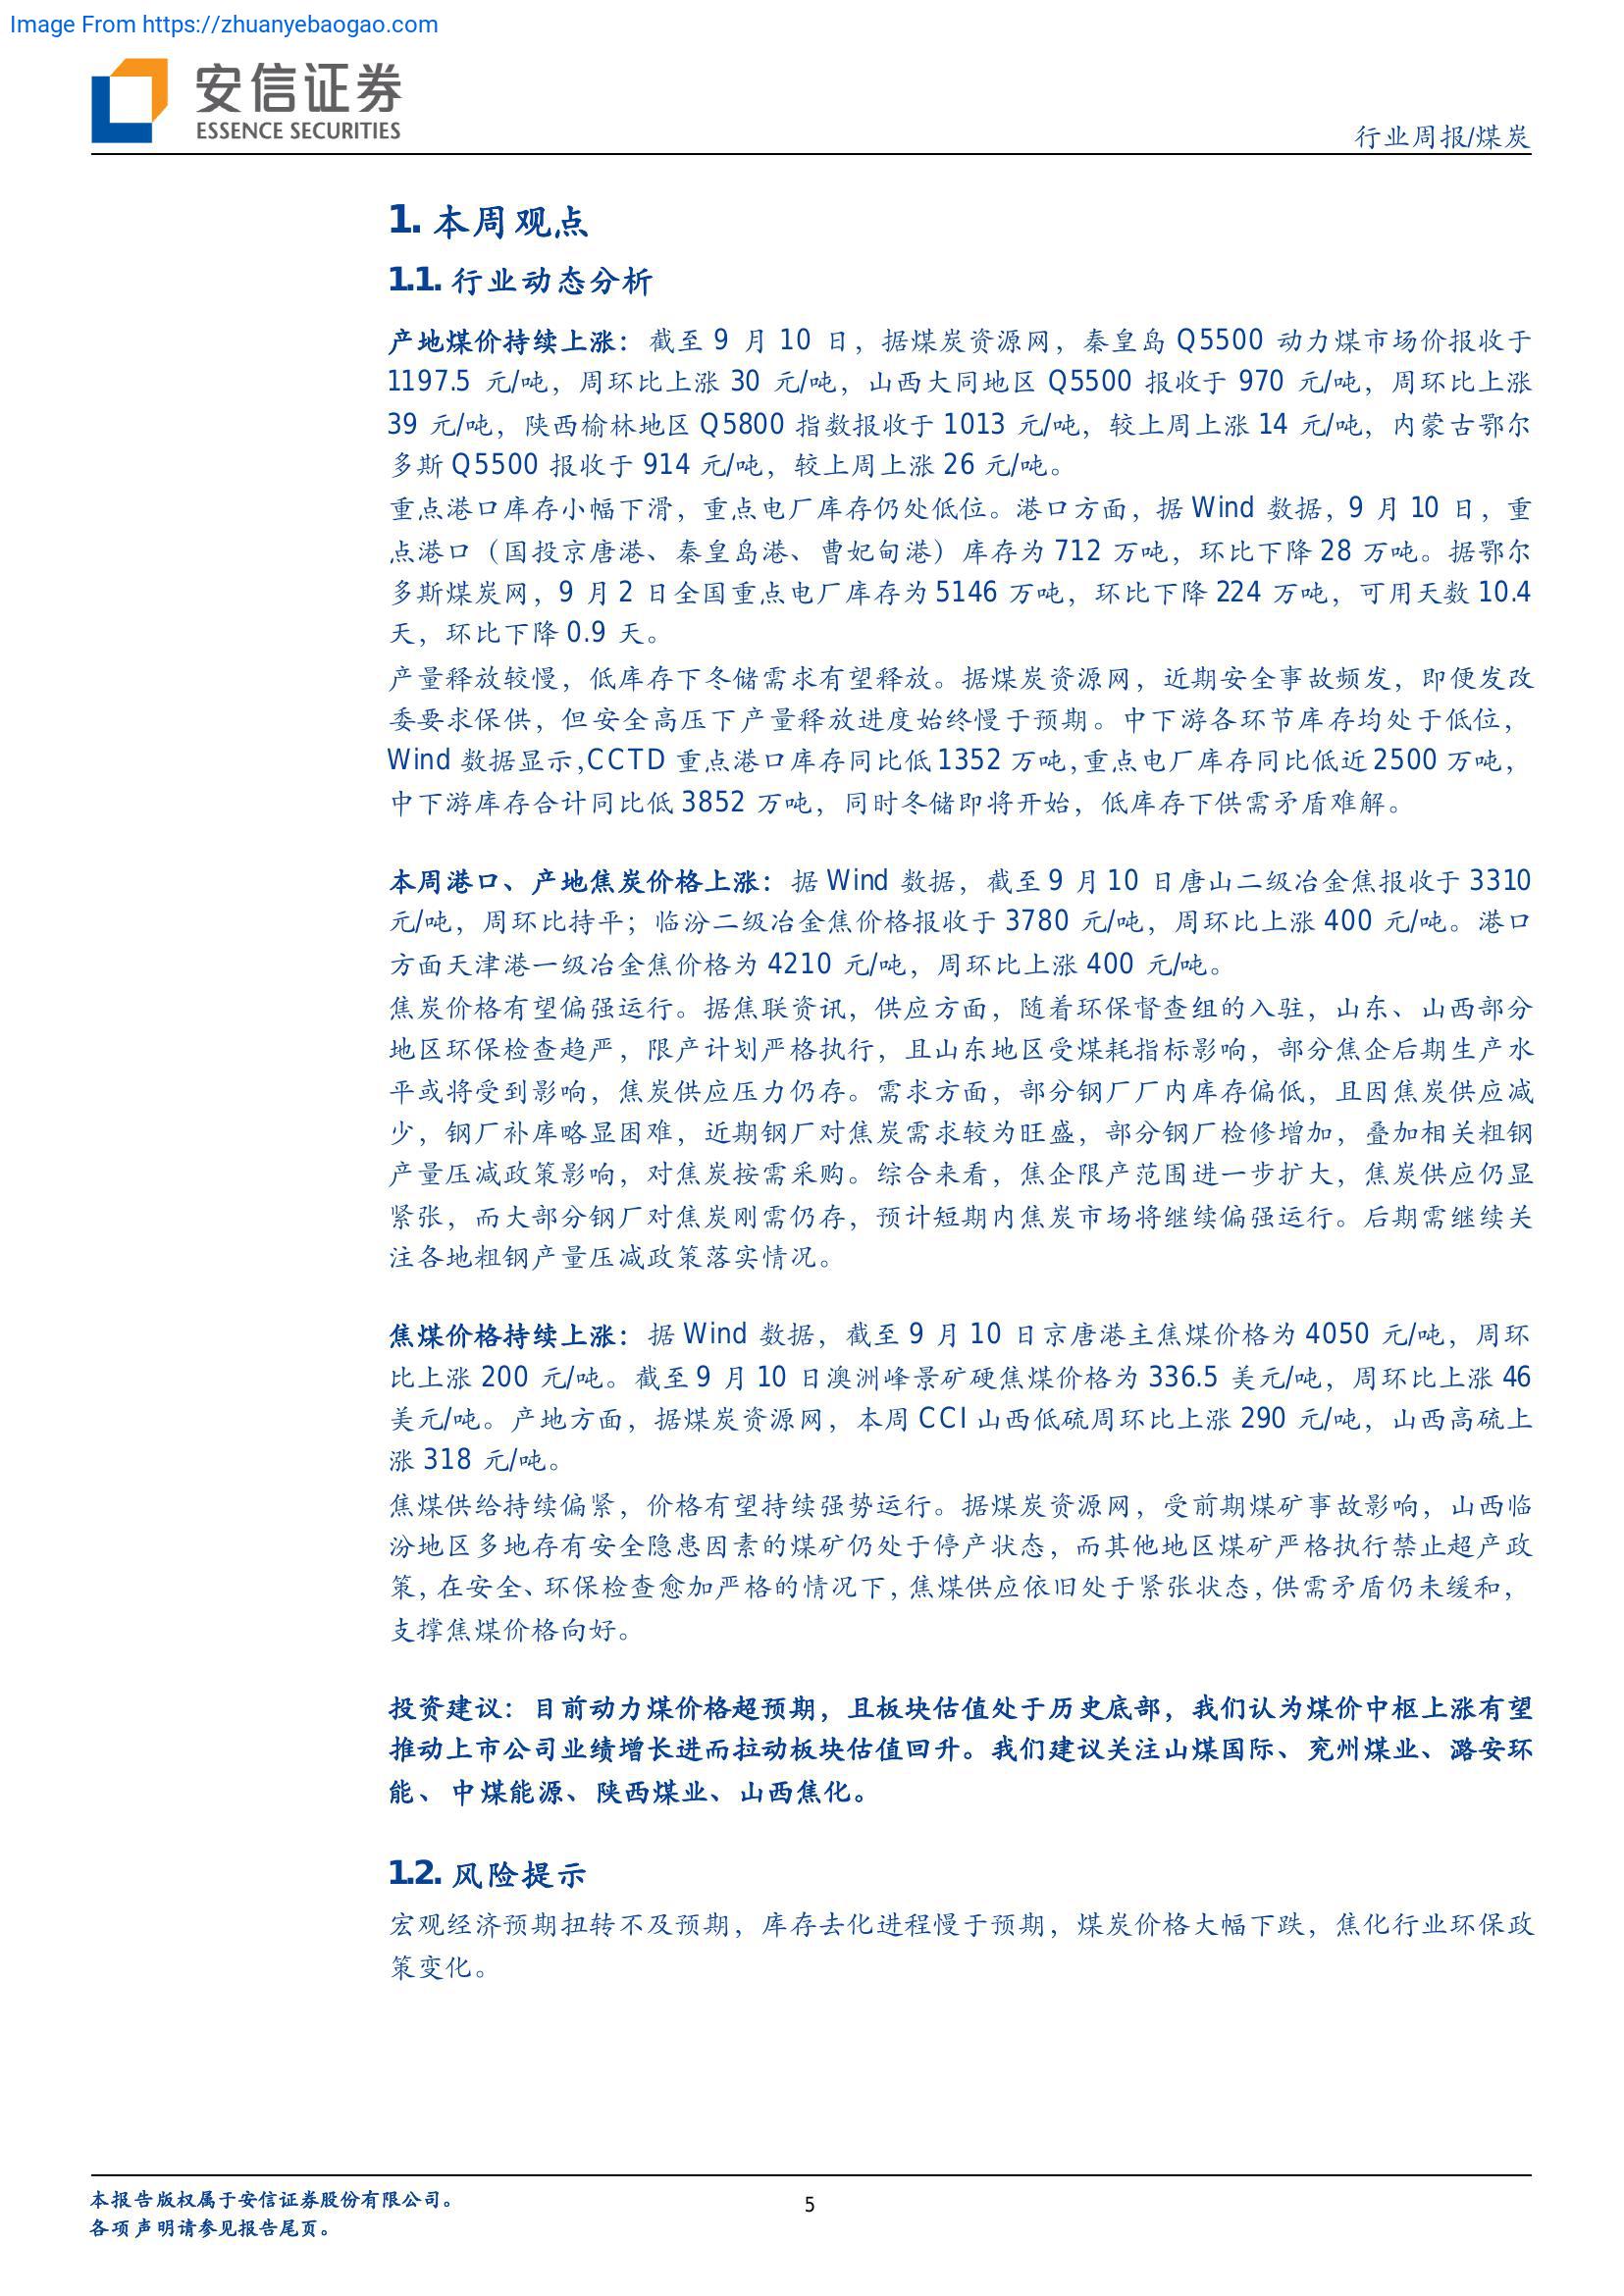 Image From https://zhuanyebaogao.com
安信证券
ESSENCE SECURITIES
行业周报/煤炭
1. 本周观点
1.1. 行业动态分析
产地煤价持续上涨：截至 9 月 10 日，据煤炭资源网，秦皇岛 Q5500 动力煤市场价报收于
1197.5 元/吨，周环比上涨 30 元/吨，山西大同地区 Q5500 报收于 970 元/吨，周环比上涨
39 元/吨，陕西榆林地区 Q5800 指数报收于 1013 元/吨，较上周上涨 14 元/吨，内蒙古鄂尔
多斯 Q5500 报收于 914 元/吨，较上周上涨 26 元/吨。
重点港口库存小幅下滑，重点电厂库存仍处低位。港口方面，据 Wind 数据，9 月 10 日，重
点港口（国投京唐港、秦皇岛港、曹妃甸港）库存为 712 万吨，环比下降 28 万吨。据鄂尔
多斯煤炭网，9 月 2 日全国重点电厂库存为 5146 万吨，环比下降 224 万吨，可用天数 10.4
天，环比下降 0.9 天。
产量释放较慢，低库存下冬储需求有望释放。据煤炭资源网，近期安全事故频发，即便发改
委要求保供，但安全高压下产量释放进度始终慢于预期。中下游各环节库存均处于低位，
Wind 数据显示，CCTD 重点港口库存同比低 1352 万吨，重点电厂库存同比低近 2500 万吨，
中下游库存合计同比低 3852 万吨，同时冬储即将开始，低库存下供需矛盾难解。
本周港口、产地焦炭价格上涨：据 Wind 数据，截至 9 月 10 日唐山二级冶金焦报收于 3310
元/吨，周环比持平；临汾二级冶金焦价格报收于 3780 元/吨，周环比上涨 400 元/吨。港口
方面天津港一级冶金焦价格为 4210 元/吨，周环比上涨 400 元/吨。
焦炭价格有望偏强运行。据焦联资讯，供应方面，随着环保督查组的入驻，山东、山西部分
地区环保检查趋严，限产计划严格执行，且山东地区受煤耗指标影响，部分焦企后期生产水
平或将受到影响，焦炭供应压力仍存。需求方面，部分钢厂厂内库存偏低，且因焦炭供应减
少，钢厂补库略显困难，近期钢厂对焦炭需求较为旺盛，部分钢厂检修增加，叠加相关粗钢
产量压减政策影响，对焦炭按需采购。综合来看，焦企限产范围进一步扩大，焦炭供应仍显
紧张，而大部分钢厂对焦炭刚需仍存，预计短期内焦炭市场将继续偏强运行。后期需继续关
注各地粗钢产量压减政策落实情况。
焦煤价格持续上涨：据 Wind 数据，截至 9 月 10 日京唐港主焦煤价格为 4050 元/吨，周环
比上涨 200 元/吨。截至 9 月 10 日澳洲峰景矿硬焦煤价格为 336.5 美元/吨，周环比上涨 46
美元/吨。产地方面，据煤炭资源网，本周 CCI 山西低硫周环比上涨 290 元/吨，山西高硫上
涨 318 元/吨。
焦煤供给持续偏紧，价格有望持续强势运行。据煤炭资源网，受前期煤矿事故影响，山西临
汾地区多地存有安全隐患因素的煤矿仍处于停产状态，而其他地区煤矿严格执行禁止超产政
策，在安全、环保检查愈加严格的情况下，焦煤供应依旧处于紧张状态，供需矛盾仍未缓和，
支撑焦煤价格向好。
投资建议：目前动力煤价格超预期，且板块估值处于历史底部，我们认为煤价中枢上涨有望
推动上市公司业绩增长进而拉动板块估值回升。我们建议关注山煤国际、兖州煤业、潞安环
能、中煤能源、陕西煤业、山西焦化。
1.2. 风险提示
宏观经济预期扭转不及预期，库存去化进程慢于预期，煤炭价格大幅下跌，焦化行业环保政
策变化。
本报告版权属于安信证券股份有限公司。
各项声明请参见报告尾页。
5